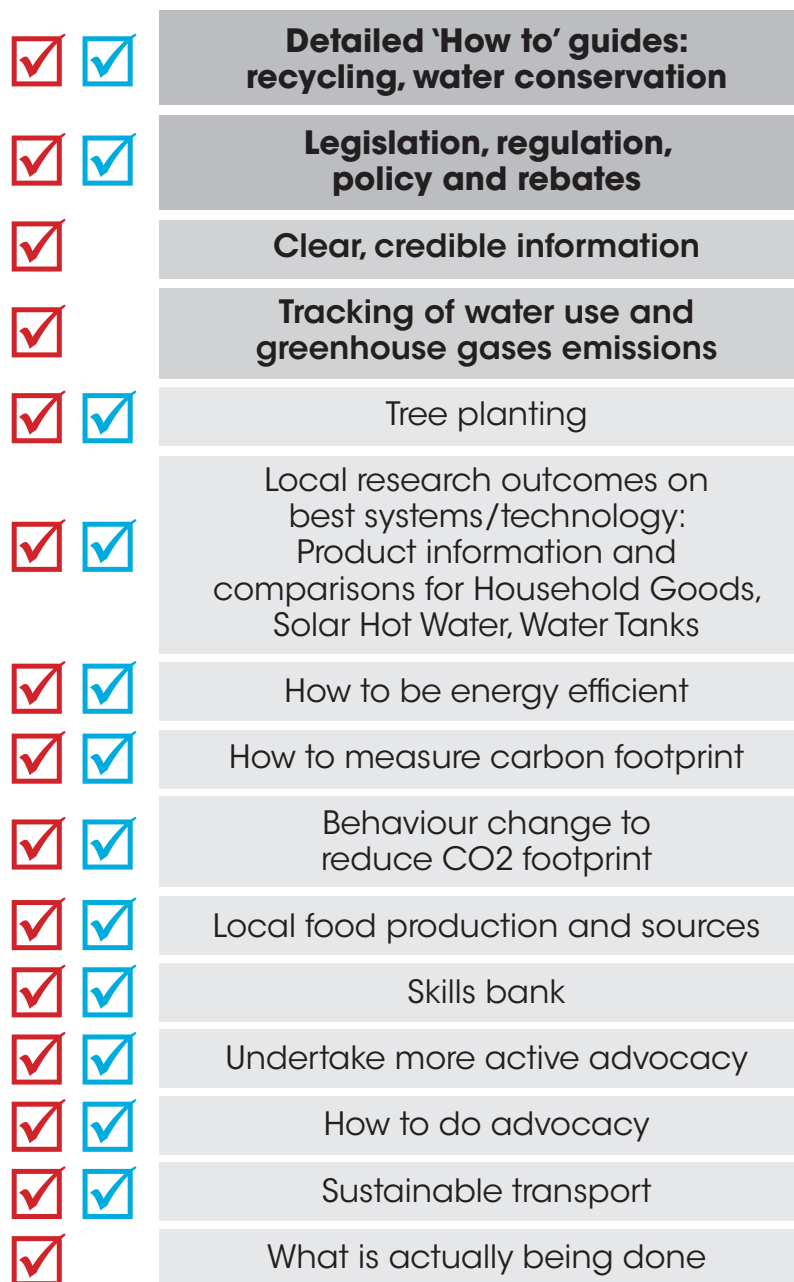 Detailed ‘How to’ guides:
recycling, water conservation
Legislation, regulation,
policy and rebates
Clear, credible information
Tracking of water use and
greenhouse gases emissions
Tree planting
Local research outcomes on
best systems/technology:
Product information and
comparisons for Household Goods,
Solar Hot Water, Water Tanks
How to be energy efficient
How to measure carbon footprint
Behaviour change to
reduce CO2 footprint
Local food production and sources
Skills bank
Undertake more active advocacy
How to do advocacy
Sustainable transport
What is actually being done